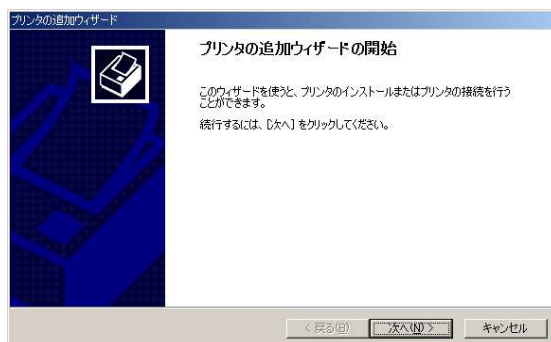 プリンタの追加ウィザード
プリンタの追加ウィザードの開始
このウィザードを使うと、プリンタのインストールまたはプリンタの接続を行う
ことができます。
続行するには、[次へ] をクリックしてください。
< 戻る(B)
次へ(N) >
キャンセル